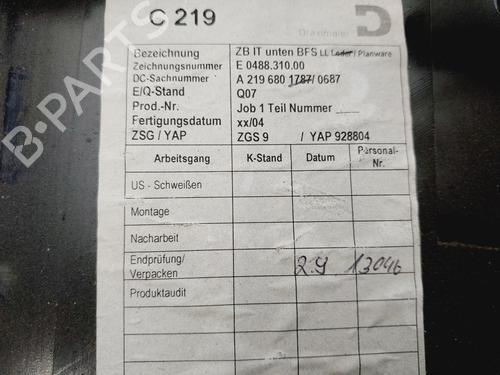 C 219
Draexlmaier D
Bezeichnung ZB IT unten BFS LL Leder / Planware
Zeichnungsnummer E 0488.310.00
DC-Sachnummer A 219 680 1787/ 0687
E/Q-Stand Q07
Prod.-Nr. Job 1 Teil Nummer ____
Fertigungsdatum xx/04
ZSG / YAP ZGS 9 / YAP 928804
Arbeitsgang K-Stand Datum Personal-
Nr.
US - Schweißen
Montage
Nacharbeit
Endprüfung/
Verpacken 2.9 13046
Produktaudit
B-PARTS